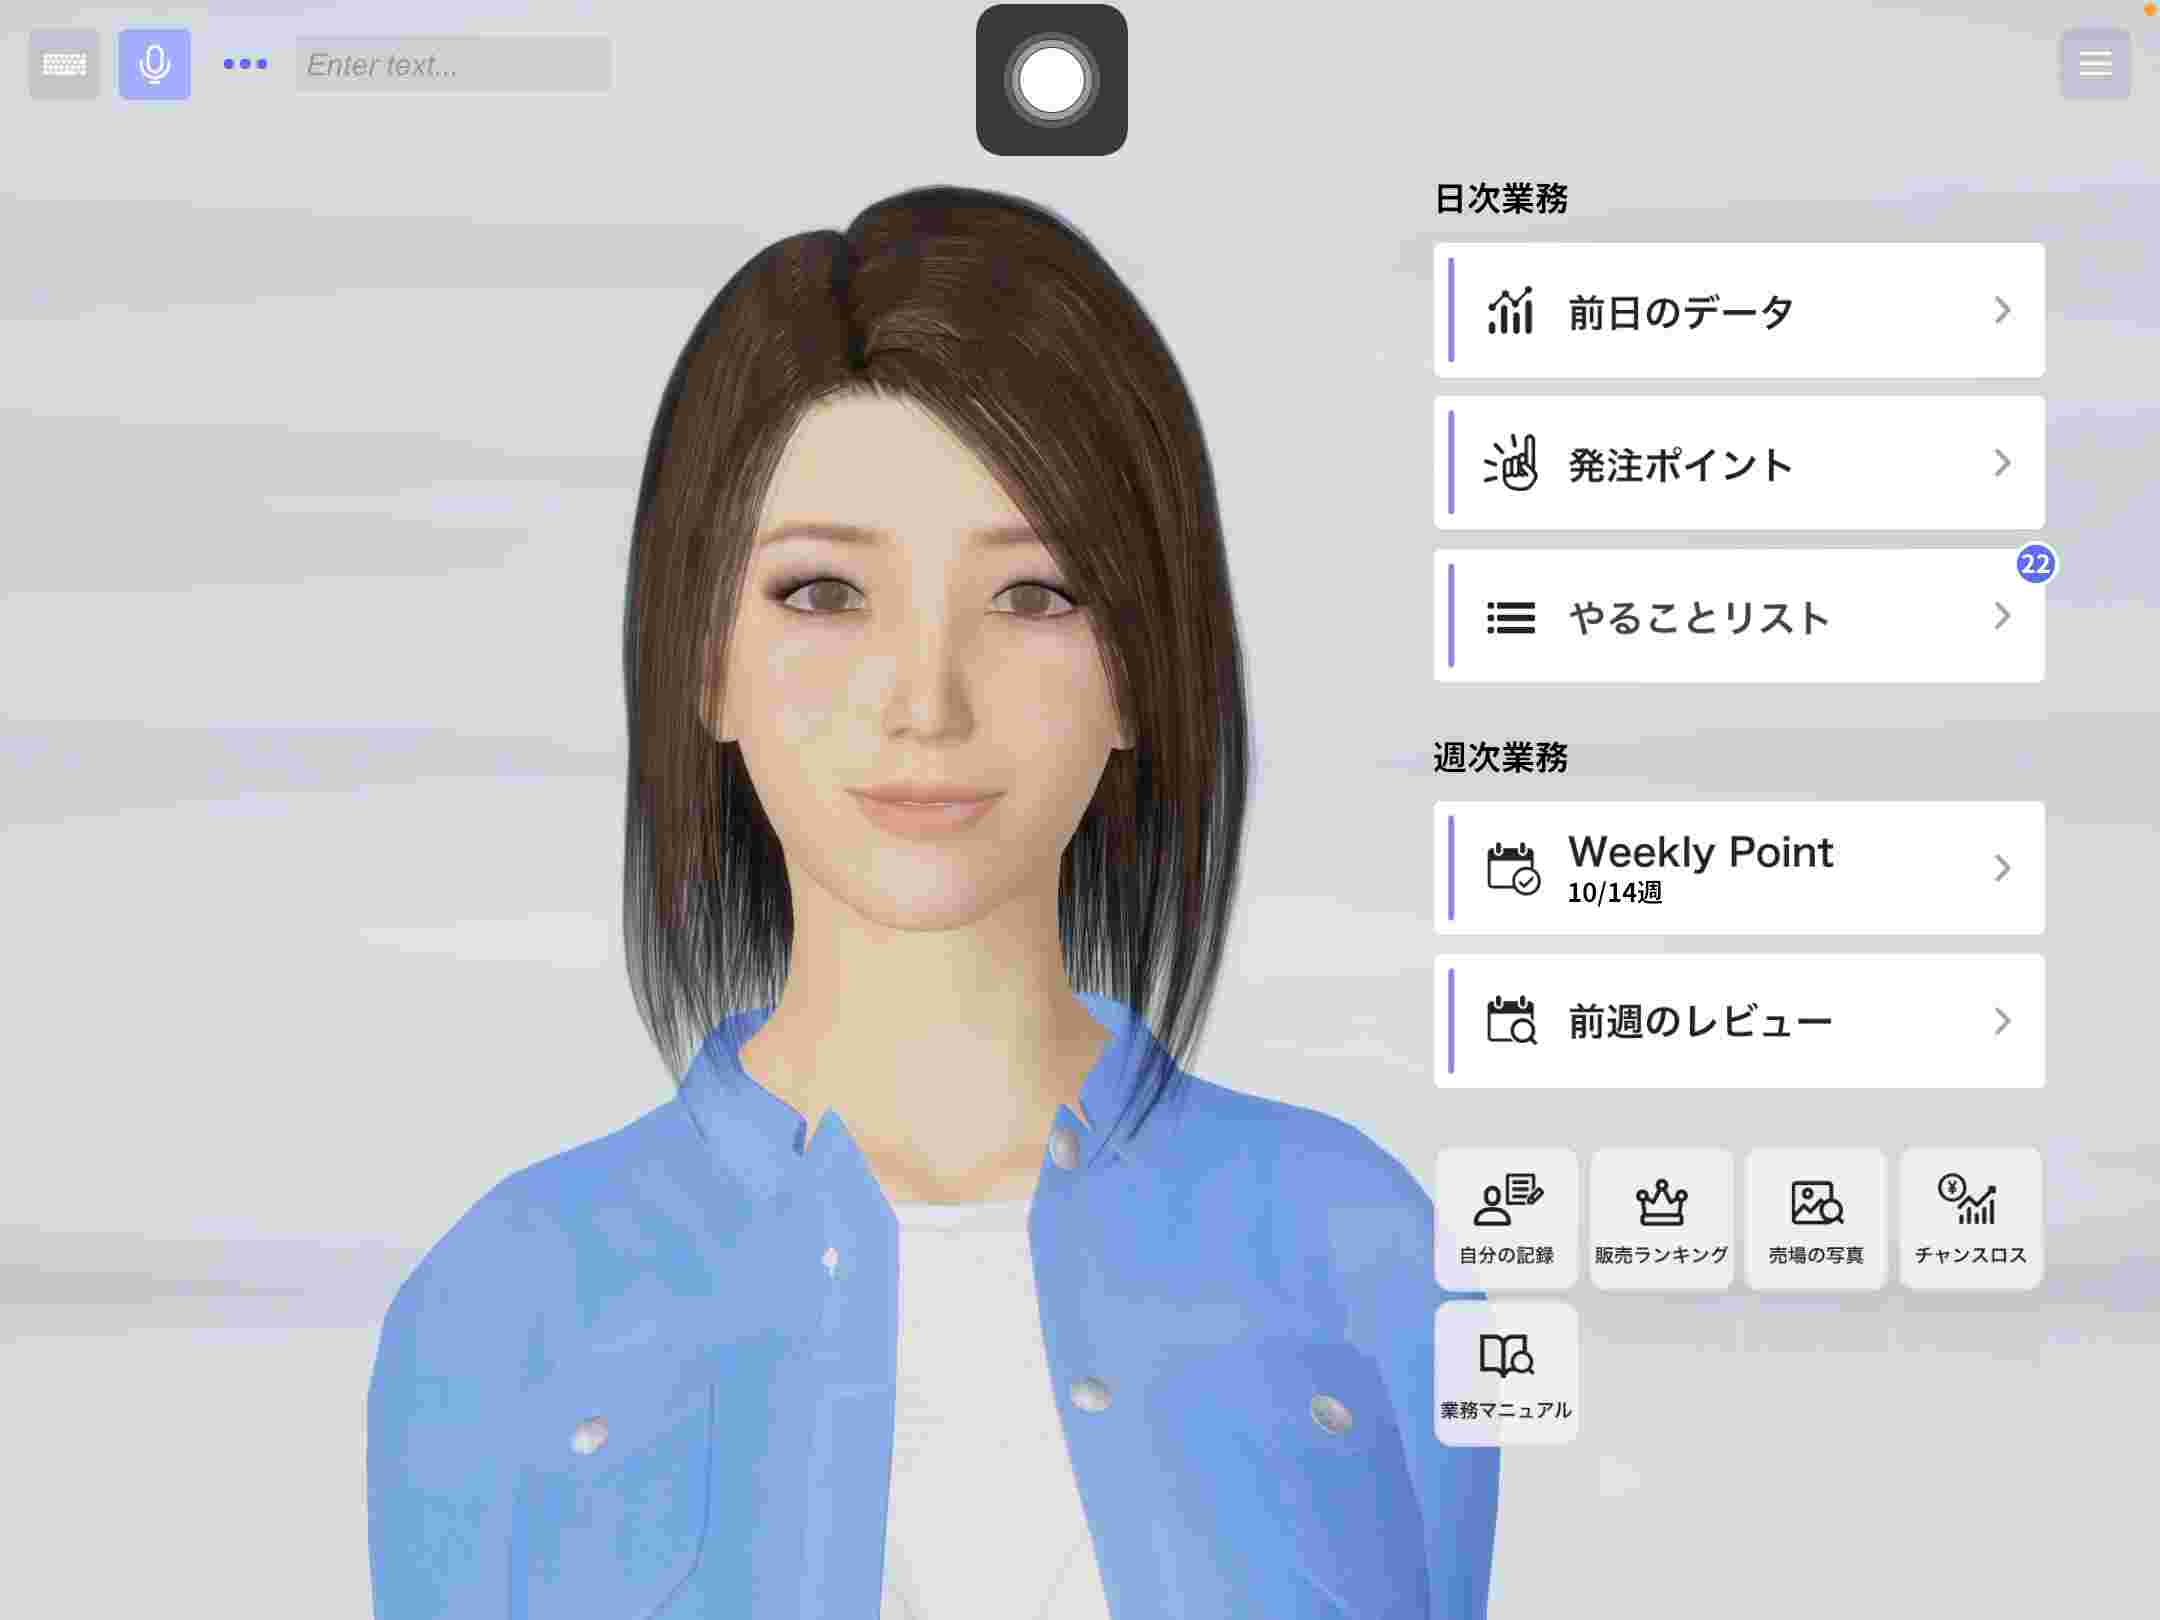 Enter text...
日次業務
前日のデータ
発注ポイント
22
やることリスト
週次業務
Weekly Point
10/14週
前週のレビュー
自分の記録
販売ランキング
売場の写真
¥
チャンスロス
業務マニュアル